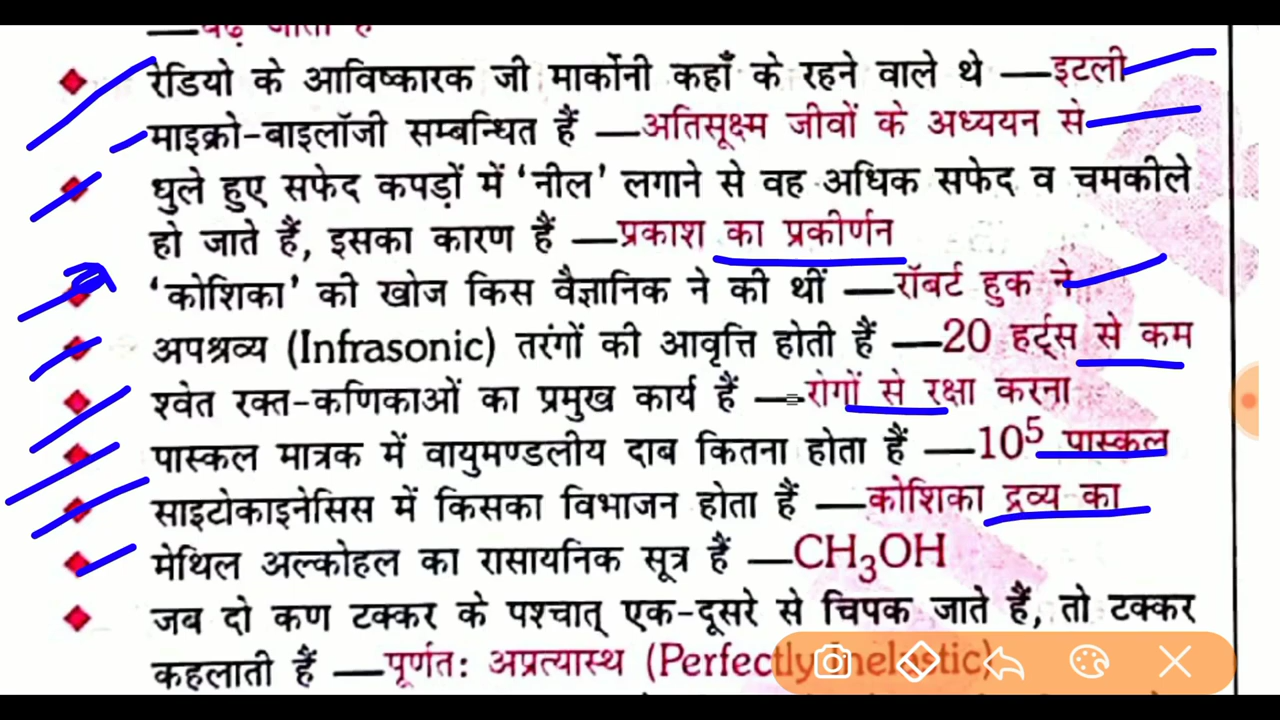 —बढ़ जाती है
रेडियो के आविष्कारक जी मार्कोनी कहाँ के रहने वाले थे —इटली
माइक्रो-बाइलॉजी सम्बन्धित हैं —अतिसूक्ष्म जीवों के अध्ययन से
धुले हुए सफेद कपड़ों में 'नील' लगाने से वह अधिक सफेद व चमकीले
हो जाते हैं, इसका कारण हैं —प्रकाश का प्रकीर्णन
'कोशिका' की खोज किस वैज्ञानिक ने की थीं —रॉबर्ट हुक ने
अपश्रव्य (Infrasonic) तरंगों की आवृत्ति होती हैं —20 हर्ट्स से कम
श्वेत रक्त-कणिकाओं का प्रमुख कार्य हैं —रोगों से रक्षा करना
पास्कल मात्रक में वायुमण्डलीय दाब कितना होता हैं —10⁵ पास्कल
साइटोकाइनेसिस में किसका विभाजन होता हैं —कोशिका द्रव्य का
मेथिल अल्कोहल का रासायनिक सूत्र हैं —CH₃OH
जब दो कण टक्कर के पश्चात् एक-दूसरे से चिपक जाते हैं, तो टक्कर
कहलाती हैं —पूर्णत: अप्रत्यास्थ (Perfectly Inelastic)